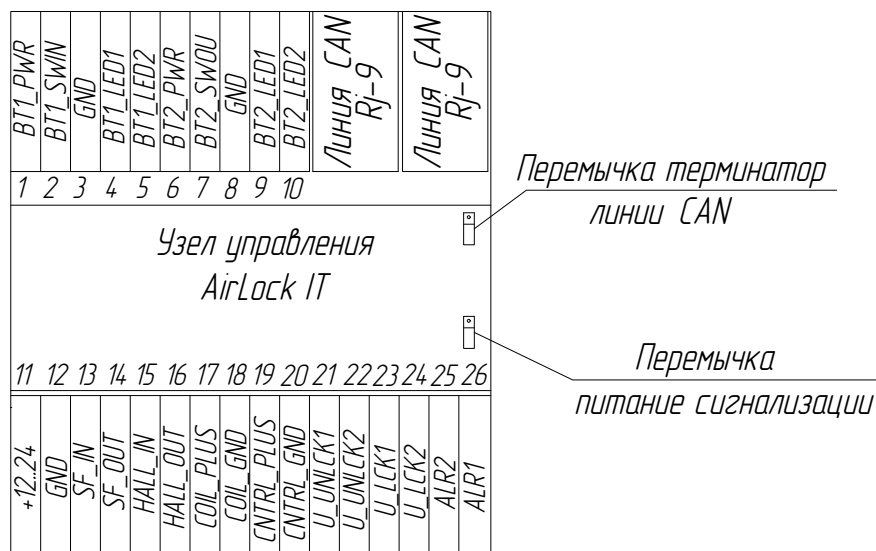 BT1_PWR
BT1_SWIN
GND
BT1_LED1
BT1_LED2
BT2_PWR
BT2_SWOU
GND
BT2_LED1
BT2_LED2
Линия CAN
Rj-9
Линия CAN
Rj-9
1 2 3 4 5 6 7 8 9 10
Перемычка терминатор
линии CAN
Узел управления
AirLock IT
Перемычка
питание сигнализации
11 12 13 14 15 16 17 18 19 20 21 22 23 24 25 26
+12..24
GND
SF_IN
SF_OUT
HALL_IN
HALL_OUT
COIL_PLUS
COIL_GND
CNTRL_PLUS
CNTRL_GND
U_UNLCK1
U_UNLCK2
U_LCK1
U_LCK2
ALR2
ALR1